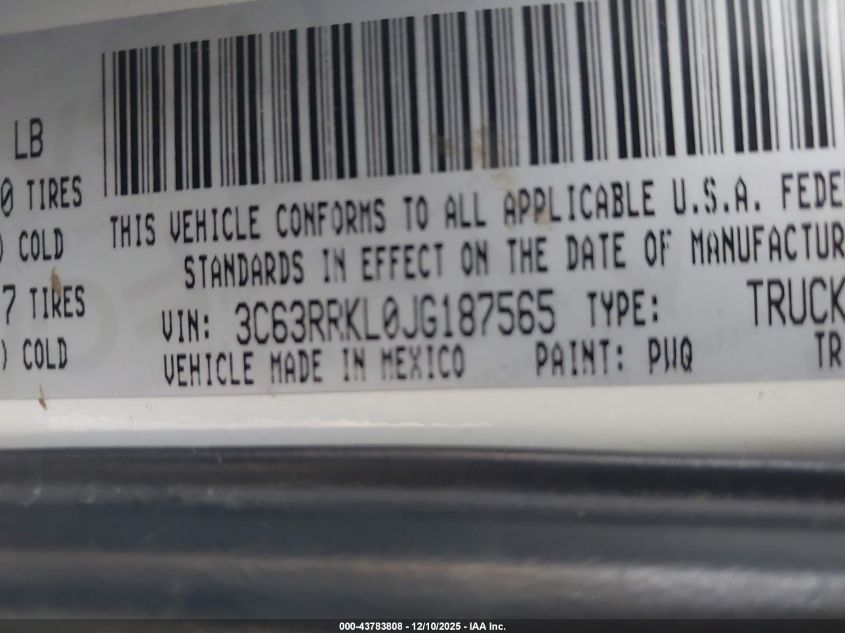 LB
0 TIRES
) COLD
7 TIRES
) COLD
THIS VEHICLE CONFORMS TO ALL APPLICABLE U.S.A. FEDE
STANDARDS IN EFFECT ON THE DATE OF MANUFACTUR
VIN: 3C63RRKL0JG187565 TYPE: TRUCK
VEHICLE MADE IN MEXICO PAINT: PWQ TR
000-43783808 - 12/10/2025 - IAA Inc.